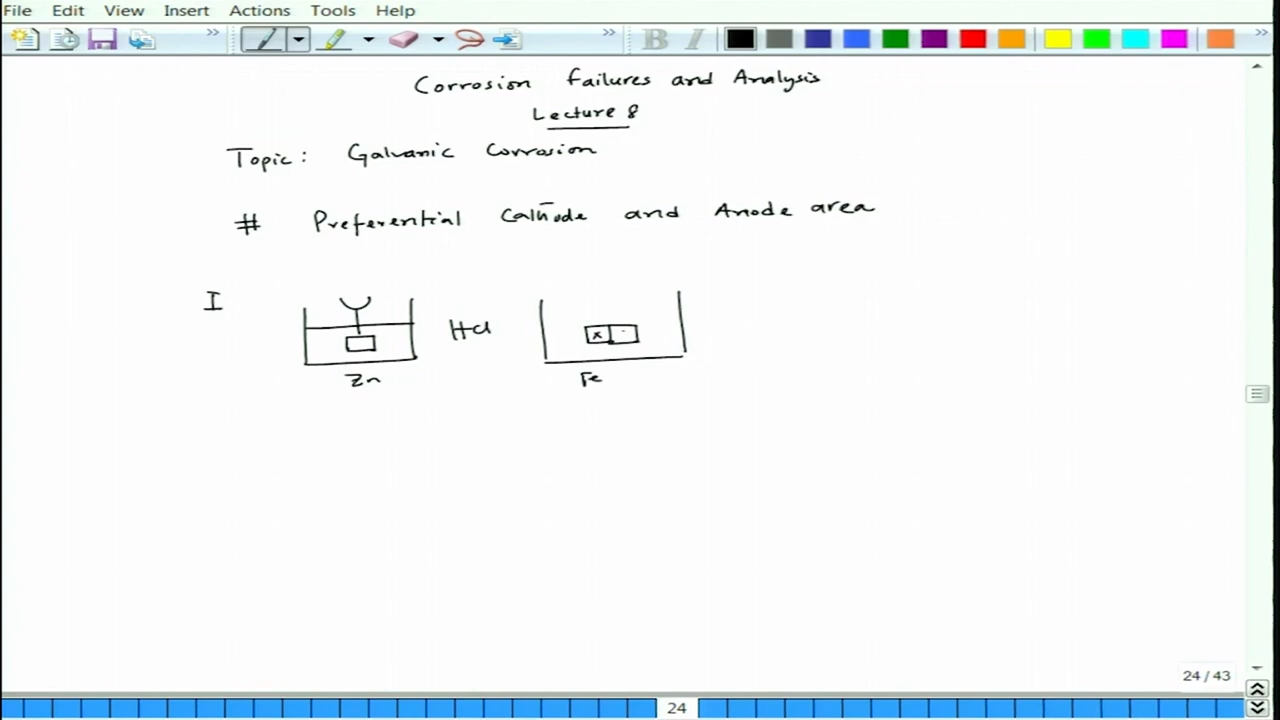 File Edit View Insert Actions Tools Help
B I
Corrosion Failures and Analysis
Lecture 8
Topic: Galvanic Corrosion
# Preferential Cathode and Anode area
I
HCl
x
Zn
Fe
24 / 43
24